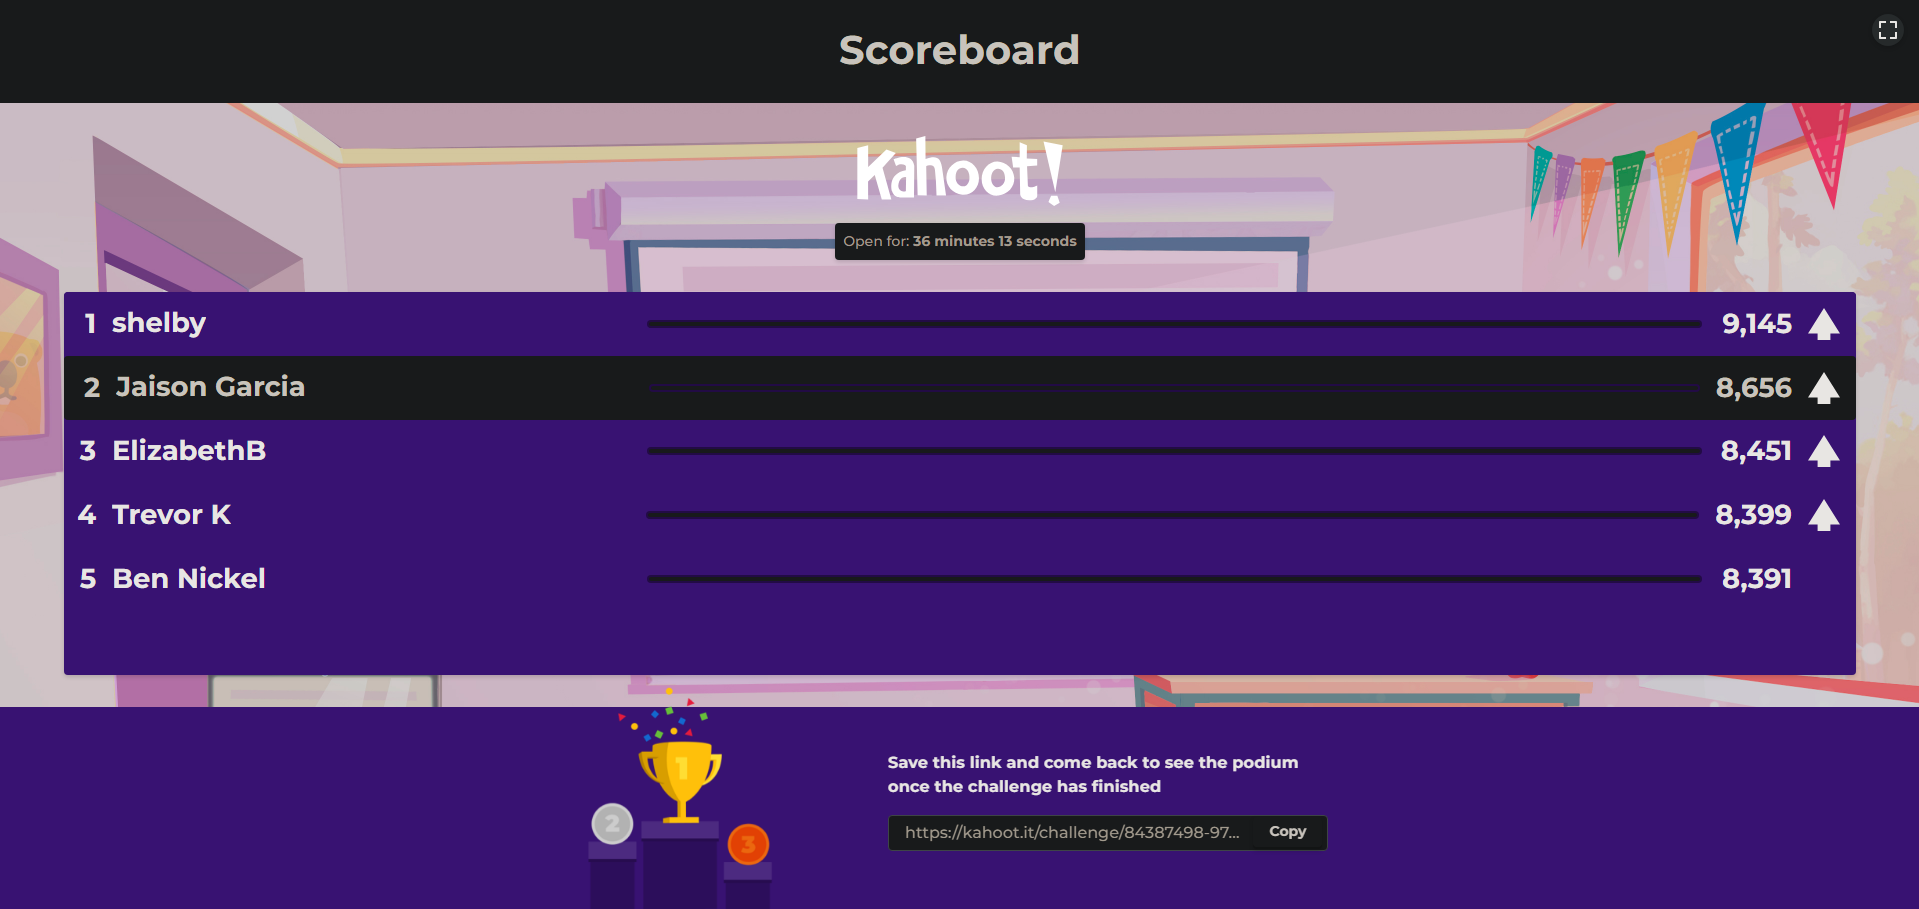 Scoreboard
Kahoot!
Open for: 36 minutes 13 seconds
1 shelby 9,145
2 Jaison Garcia 8,656
3 ElizabethB 8,451
4 Trevor K 8,399
5 Ben Nickel 8,391
1
2
3
Save this link and come back to see the podium
once the challenge has finished
https://kahoot.it/challenge/84387498-97... Copy